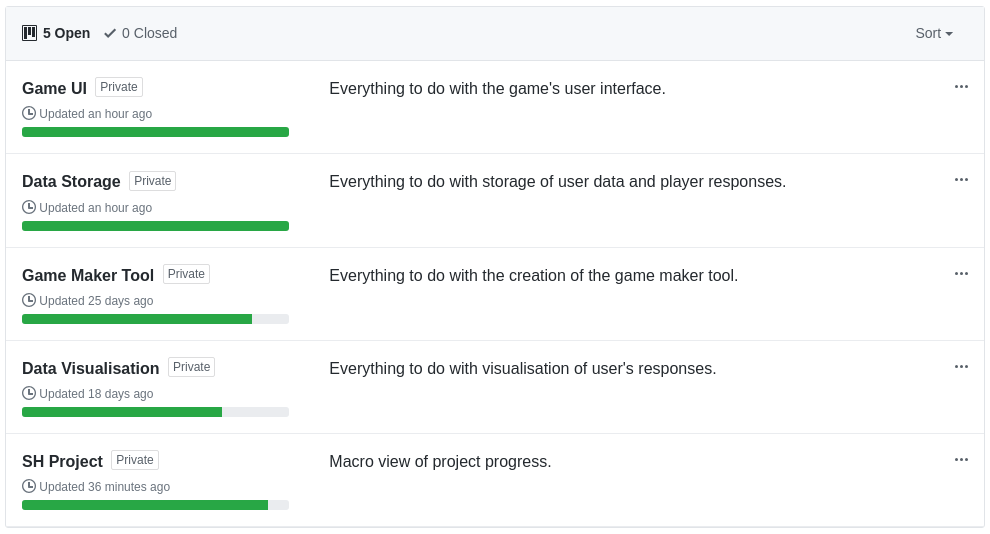 5 Open 0 Closed Sort
Game UI Private Everything to do with the game's user interface.
Updated an hour ago
Data Storage Private Everything to do with storage of user data and player responses.
Updated an hour ago
Game Maker Tool Private Everything to do with the creation of the game maker tool.
Updated 25 days ago
Data Visualisation Private Everything to do with visualisation of user's responses.
Updated 18 days ago
SH Project Private Macro view of project progress.
Updated 36 minutes ago